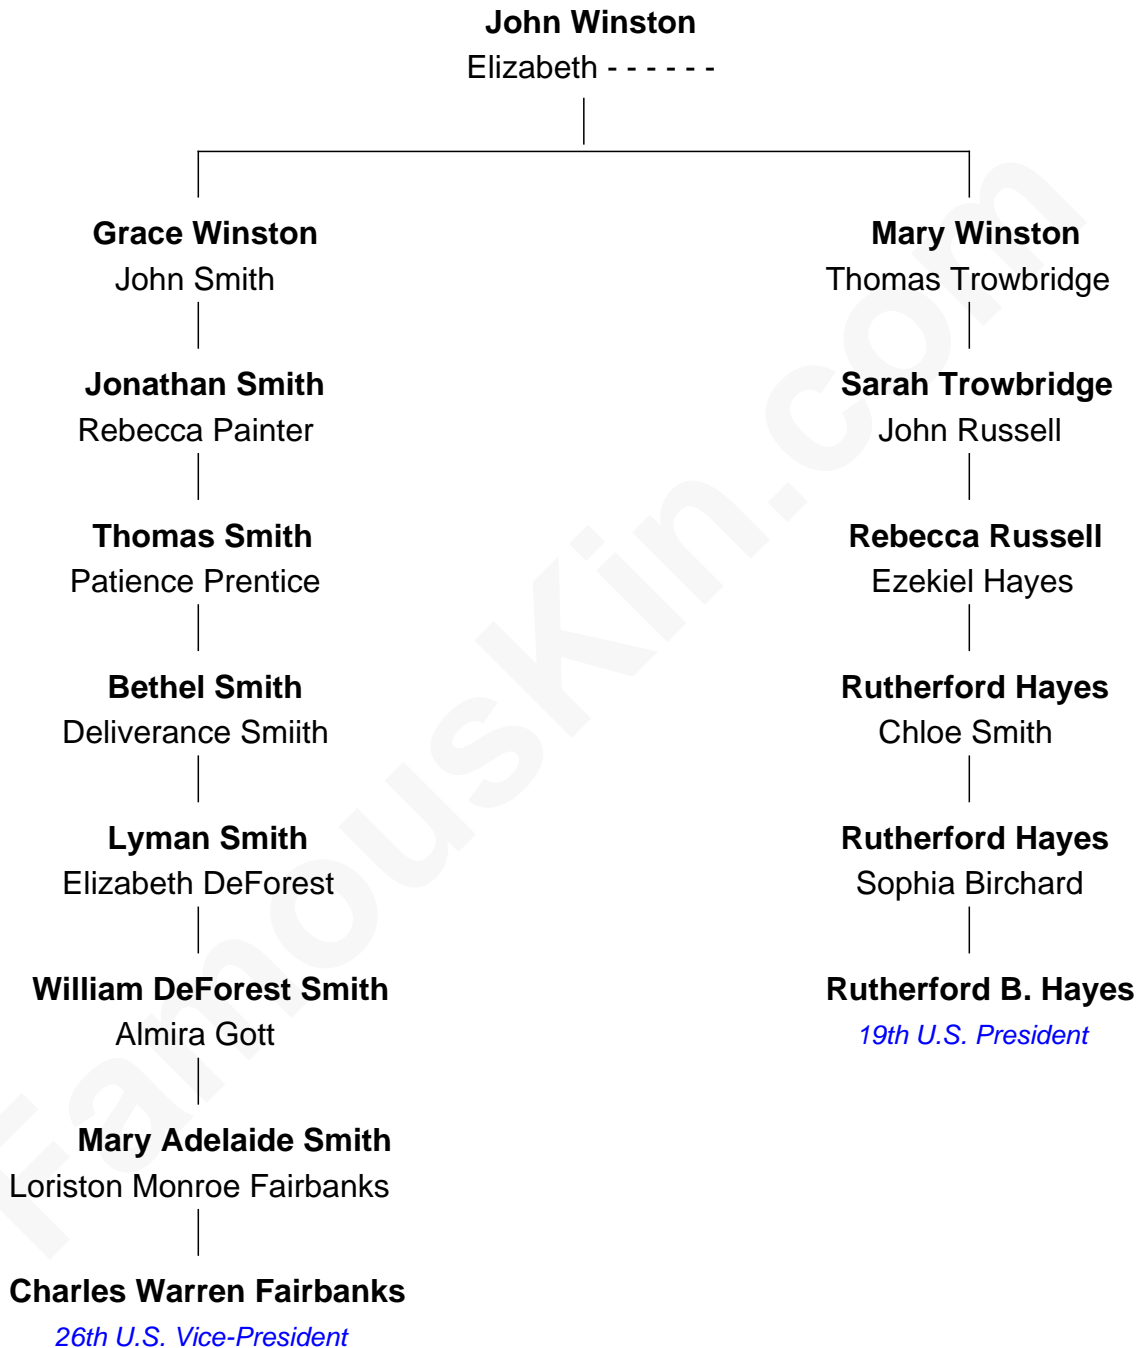 John Winston
Elizabeth - - - - - -
Grace Winston
John Smith
Mary Winston
Thomas Trowbridge
Jonathan Smith
Rebecca Painter
Sarah Trowbridge
John Russell
Thomas Smith
Patience Prentice
Rebecca Russell
Ezekiel Hayes
Bethel Smith
Deliverance Smiith
Rutherford Hayes
Chloe Smith
Lyman Smith
Elizabeth DeForest
Rutherford Hayes
Sophia Birchard
William DeForest Smith
Almira Gott
Rutherford B. Hayes
19th U.S. President
Mary Adelaide Smith
Loriston Monroe Fairbanks
Charles Warren Fairbanks
26th U.S. Vice-President
FamousKin.com